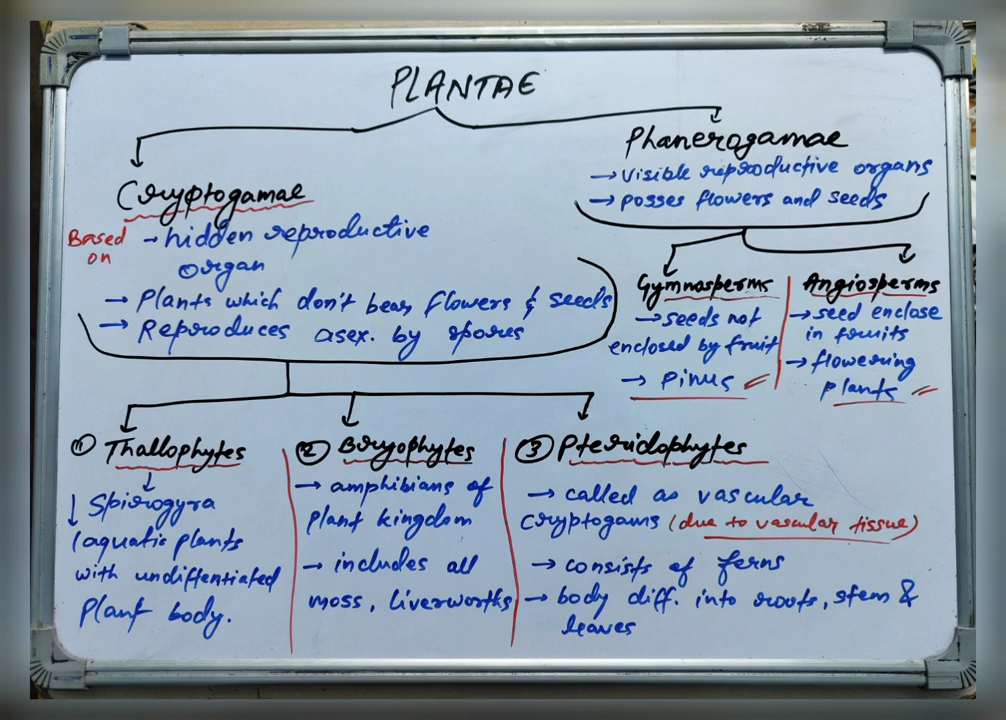 PLANTAE
Cryptogamae
Based
on
→ hidden reproductive
organ
→ Plants which don't bear flowers & seeds
→ Reproduces asex. by spores
Phanerogamae
→ visible reproductive organs
→ posses flowers and seeds
Gymnosperms
→ seeds not
enclosed by fruit
→ pinus
Angiosperms
→ seed enclose
in fruits
→ flowering
plants
① Thallophytes
↓
↓ Spirogyra
(aquatic plants
with undiffentiated
plant body.
② Bryophytes
→ amphibians of
plant kingdom
→ includes all
moss, liverworths
③ Pteridophytes
→ called as vascular
cryptogams (due to vascular tissue)
→ consists of ferns
→ body diff. into roots, stem &
leaves